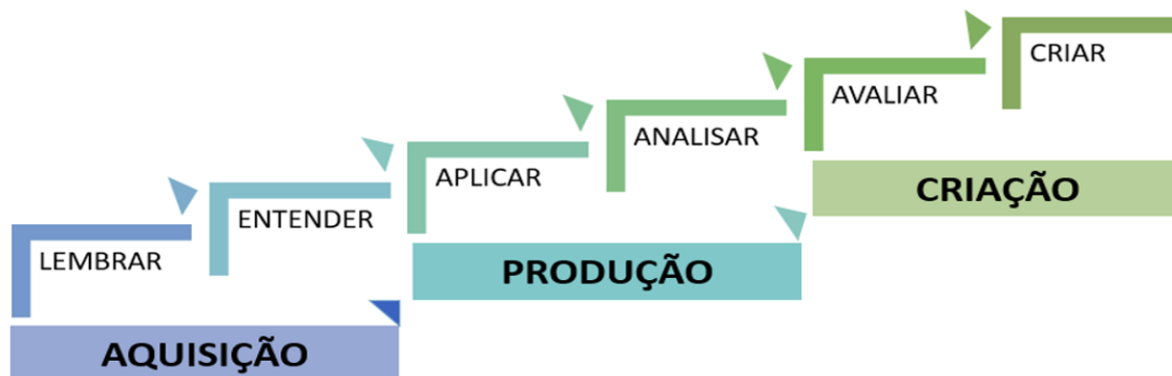 LEMBRAR
ENTENDER
APLICAR
ANALISAR
AVALIAR
CRIAR
AQUISIÇÃO
PRODUÇÃO
CRIAÇÃO